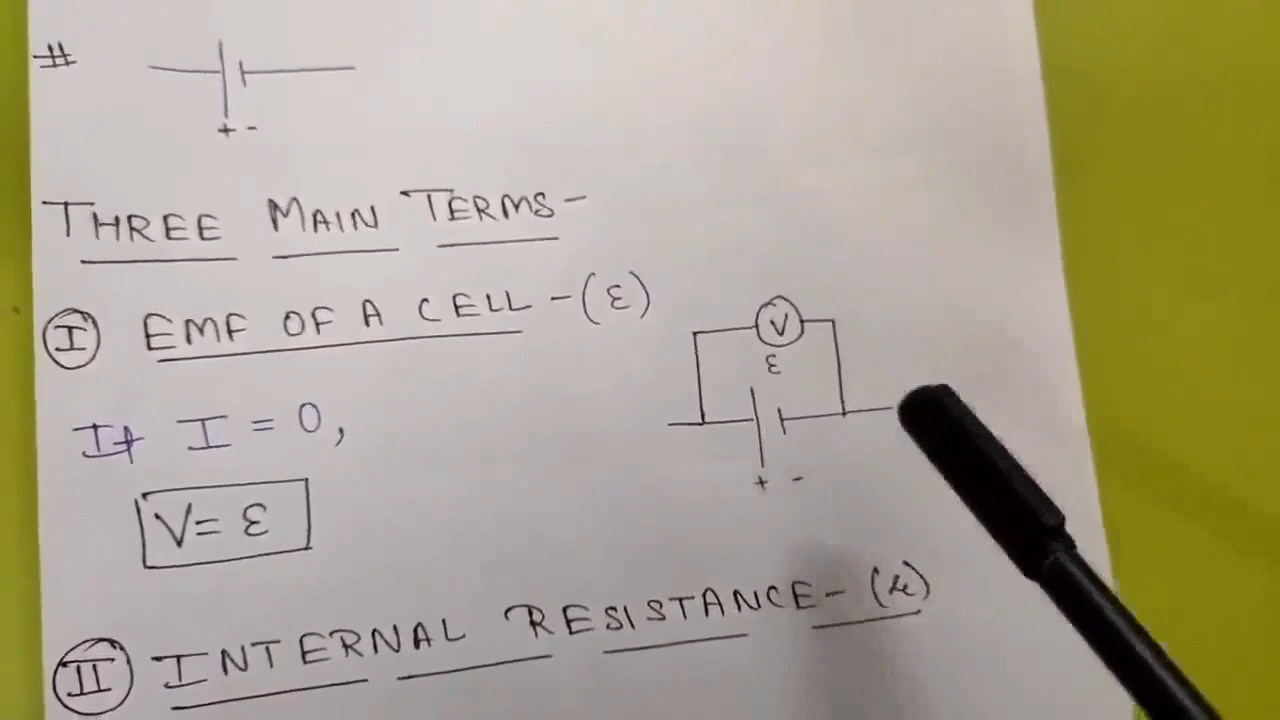 #
+ -
THREE MAIN TERMS-
I EMF OF A CELL - (ε)
V
ε
If I = 0,
+ -
V = ε
II INTERNAL RESISTANCE - (r)